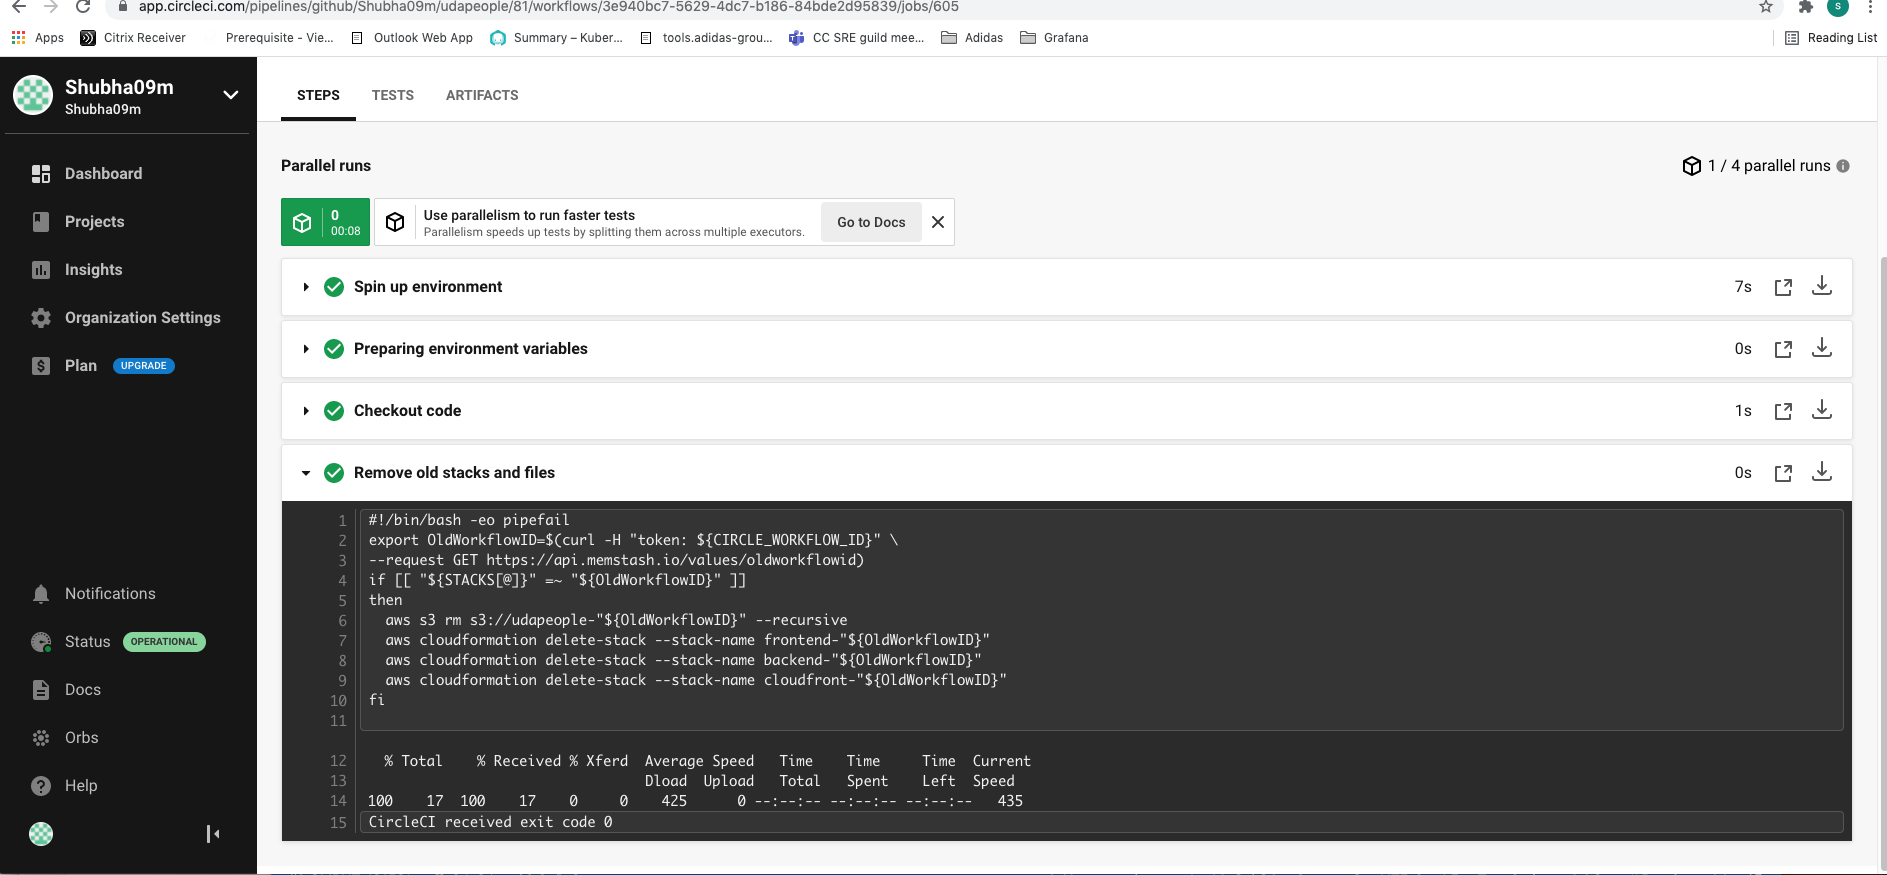 app.circleci.com/pipelines/github/Shubha09m/udapeople/81/workflows/3e940bc7-5629-4dc7-b186-84bde2d95839/jobs/605
S
Apps
Citrix Receiver
Prerequisite - Vie...
Outlook Web App
Summary – Kuber...
tools.adidas-grou...
CC SRE guild mee...
Adidas
Grafana
Reading List
Shubha09m
Shubha09m
Dashboard
Projects
Insights
Organization Settings
Plan UPGRADE
Notifications
Status OPERATIONAL
Docs
Orbs
Help
STEPS TESTS ARTIFACTS
Parallel runs
1 / 4 parallel runs
0
00:08
Use parallelism to run faster tests
Parallelism speeds up tests by splitting them across multiple executors.
Go to Docs
Spin up environment 7s
Preparing environment variables 0s
Checkout code 1s
Remove old stacks and files 0s
1 #!/bin/bash -eo pipefail
2 export OldWorkflowID=$(curl -H "token: ${CIRCLE_WORKFLOW_ID}" \
3 --request GET https://api.memstash.io/values/oldworkflowid)
4 if [[ "${STACKS[@]}" =~ "${OldWorkflowID}" ]]
5 then
6   aws s3 rm s3://udapeople-"${OldWorkflowID}" --recursive
7   aws cloudformation delete-stack --stack-name frontend-"${OldWorkflowID}"
8   aws cloudformation delete-stack --stack-name backend-"${OldWorkflowID}"
9   aws cloudformation delete-stack --stack-name cloudfront-"${OldWorkflowID}"
10 fi
11
12   % Total    % Received % Xferd  Average Speed   Time    Time     Time  Current
13                                  Dload  Upload   Total   Spent    Left  Speed
14 100    17  100    17    0     0    425      0 --:--:-- --:--:-- --:--:--   435
15 CircleCI received exit code 0